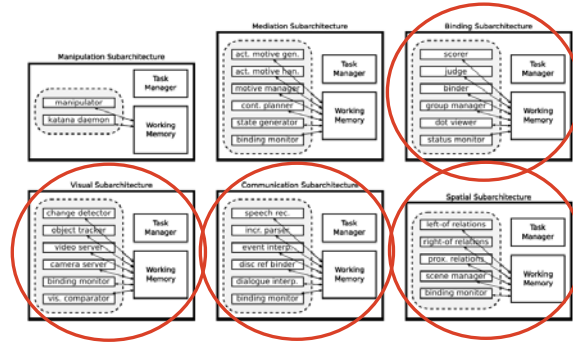 Manipulation Subarchitecture
manipulator
katana daemon
Task
Manager
Working
Memory
Mediation Subarchitecture
act. motive gen.
act. motive han.
motive manager
cont. planner
state generator
binding monitor
Task
Manager
Working
Memory
Binding Subarchitecture
scorer
judge
binder
group manager
dot viewer
status monitor
Task
Manager
Working
Memory
Visual Subarchitecture
change detector
object tracker
video server
camera server
binding monitor
vis. comparator
Task
Manager
Working
Memory
Communication Subarchitecture
speech rec.
incr. parser
event interp.
disc ref binder
dialogue interp.
binding monitor
Task
Manager
Working
Memory
Spatial Subarchitecture
left-of relations
right-of relations
prox. relations
scene manager
binding monitor
Task
Manager
Working
Memory